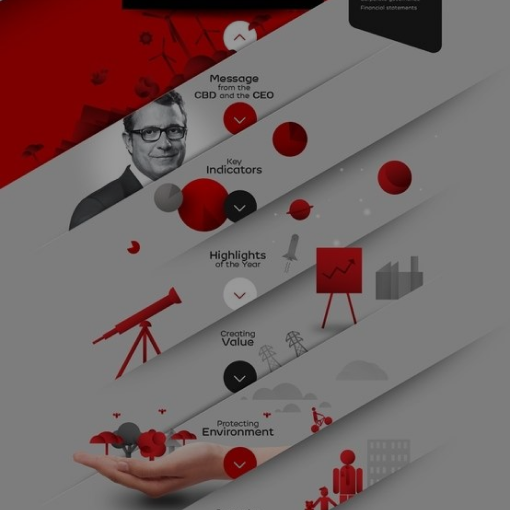 Financial statements
Message
from the
CBD and the CEO
Key
Indicators
Highlights
of the Year
Creating
Value
Protecting
Environment